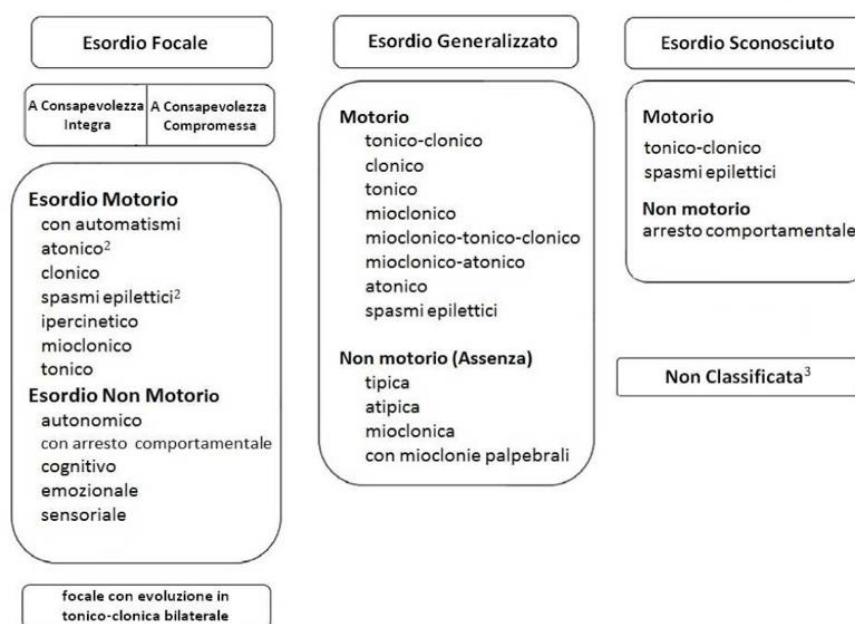 Esordio Focale
A Consapevolezza
Integra
A Consapevolezza
Compromessa
Esordio Motorio
con automatismi
atonico²
clonico
spasmi epilettici²
ipercinetico
mioclonico
tonico
Esordio Non Motorio
autonomico
con arresto comportamentale
cognitivo
emozionale
sensoriale
focale con evoluzione in
tonico-clonica bilaterale
Esordio Generalizzato
Motorio
tonico-clonico
clonico
tonico
mioclonico
mioclonico-tonico-clonico
mioclonico-atonico
atonico
spasmi epilettici
Non motorio (Assenza)
tipica
atipica
mioclonica
con mioclonie palpebrali
Esordio Sconosciuto
Motorio
tonico-clonico
spasmi epilettici
Non motorio
arresto comportamentale
Non Classificata³